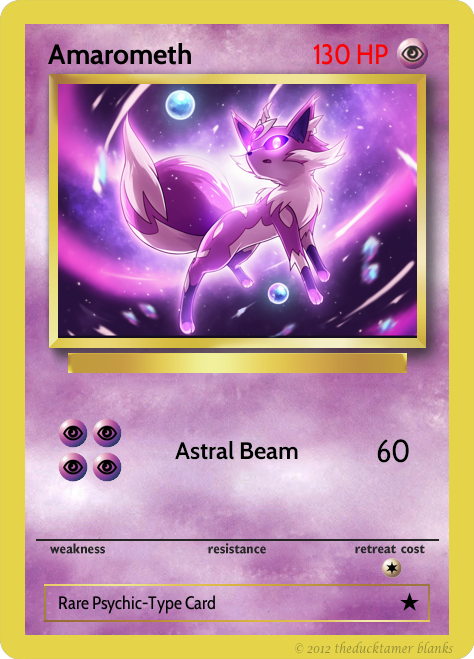 Amarometh 130 HP
Astral Beam 60
weakness resistance retreat cost
Rare Psychic-Type Card
© 2012 theducktamer blanks